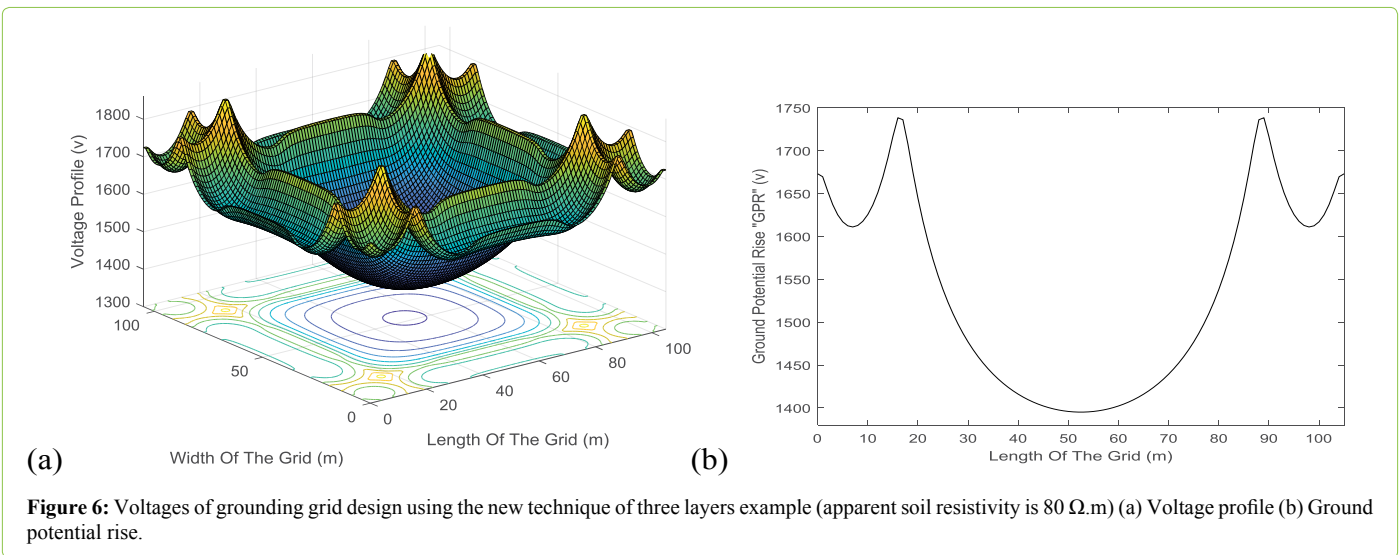 1800
1700
1600
1500
1400
1300
Voltage Profile (v)
100
50
0
Width Of The Grid (m)
0
20
40
60
80
100
Length Of The Grid (m)
(a)
1750
1700
1650
1600
1550
1500
1450
1400
Ground Potential Rise "GPR" (v)
0 10 20 30 40 50 60 70 80 90 100
Length Of The Grid (m)
(b)
Figure 6: Voltages of grounding grid design using the new technique of three layers example (apparent soil resistivity is 80 Ω.m) (a) Voltage profile (b) Ground
potential rise.